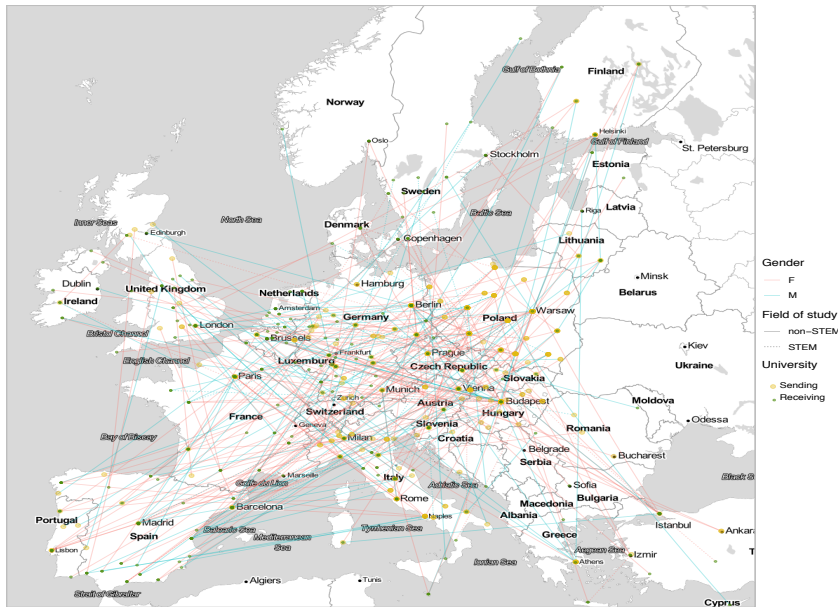 Gulf of Bothnia
Finland
Norway
Helsinki
Oslo
Gulf of Finland
St. Petersburg
Stockholm
Estonia
Sweden
Inner Seas
North Sea
Baltic Sea
Riga
Latvia
Edinburgh
Denmark
Copenhagen
Lithuania
Dublin
United Kingdom
Hamburg
Minsk
Ireland
Netherlands
Belarus
Amsterdam
Berlin
London
Germany
Poland
Warsaw
Bristol Channel
Brussels
Kiev
English Channel
Luxemburg
Frankfurt
Prague
Czech Republic
Ukraine
Paris
Slovakia
Munich
Vienna
Zurich
Austria
Budapest
Moldova
France
Switzerland
Hungary
Geneva
Slovenia
Romania
Odessa
Bay of Biscay
Milan
Croatia
Belgrade
Bucharest
Serbia
Marseille
Golfe du Lion
Italy
Adriatic Sea
Sofia
Black S
Rome
Bulgaria
Barcelona
Macedonia
Portugal
Madrid
Naples
Albania
Istanbul
Spain
Balearic Sea
Tyrrhenian Sea
Greece
Ankar
Mediterranean
Sea
Lisbon
Aegean Sea
Izmir
T
Ionian Sea
Athens
Algiers
Tunis
Strait of Gibraltar
Cyprus
Gender
F
M
Field of study
non-STEM
STEM
University
Sending
Receiving